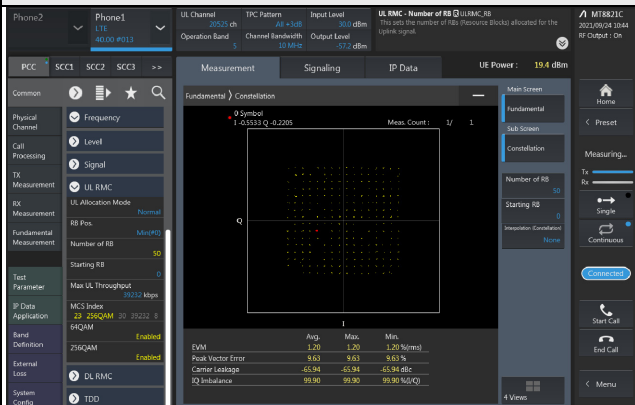 Phone2
Phone1
LTE
40.00 #013
UL Channel
20525 ch
Operation Band
5
TPC Pattern
All +3dB
Channel Bandwidth
10 MHz
Input Level
30.0 dBm
Output Level
-57.2 dBm
UL RMC - Number of RB ULRMC_RB
This sets the number of RBs (Resource Blocks) allocated for the
Uplink signal.
MT8821C
2021/09/24 10:44
RF Output : On
PCC
SCC1
SCC2
SCC3
>>
Measurement
Signaling
IP Data
UE Power : 19.4 dBm
Common
Physical
Channel
Call
Processing
TX
Measurement
RX
Measurement
Fundamental
Measurement
Test
Parameter
IP Data
Application
Band
Definition
External
Loss
System
Config
Frequency
Level
Signal
UL RMC
UL Allocation Mode
Normal
RB Pos.
Min(#0)
Number of RB
50
Starting RB
0
Max UL Throughput
39232 kbps
MCS Index
23 256QAM 30 39232 8
64QAM
Enabled
256QAM
Enabled
DL RMC
TDD
Fundamental 〉 Constellation
0 Symbol
I -0.5533 Q -0.2205
Meas. Count : 1/ 1
Q
I
Avg. Max. Min.
EVM 1.20 1.20 1.20 %(rms)
Peak Vector Error 9.63 9.63 9.63 %
Carrier Leakage -65.94 -65.94 -65.94 dBc
IQ Imbalance 99.90 99.90 99.90 %(I/Q)
Main Screen
Fundamental
Sub Screen
Constellation
Number of RB
50
Starting RB
0
Interpolation (Constellation)
None
4 Views
Home
< Preset
Measuring...
Tx
Rx
Single
Continuous
Connected
Start Call
End Call
< Menu